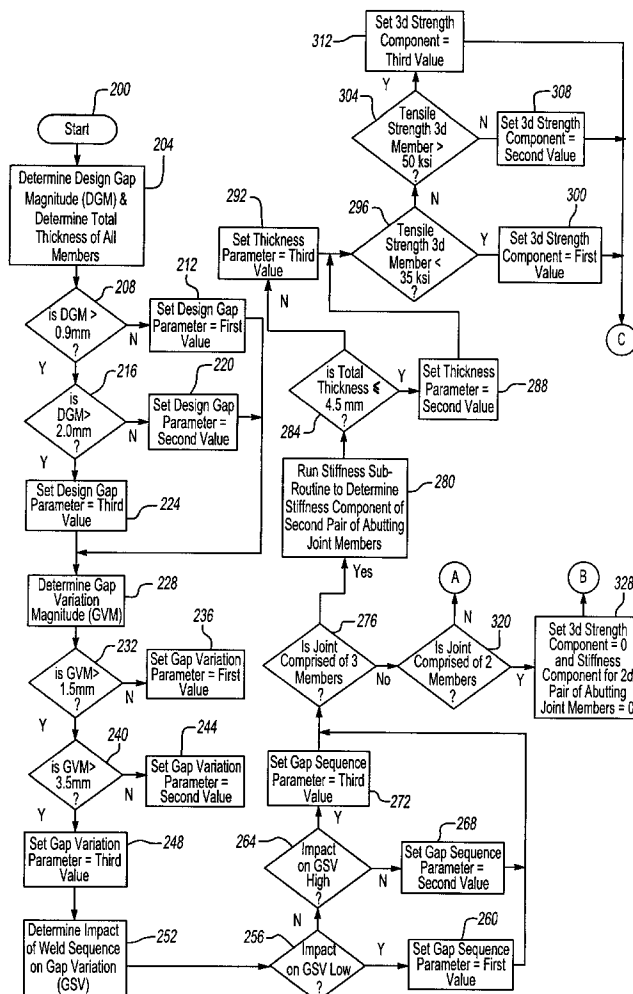 200
Start
204
Determine Design Gap
Magnitude (DGM) &
Determine Total
Thickness of All
Members
208
is DGM >
0.9mm
?
N
Y
212
Set Design Gap
Parameter = First
Value
216
is
DGM>
2.0mm
?
N
Y
220
Set Design Gap
Parameter =
Second Value
Set Design Gap
Parameter = Third
Value
224
Determine Gap
Variation
Magnitude (GVM)
228
232
is GVM>
1.5mm
?
N
Y
236
Set Gap Variation
Parameter = First
Value
240
is GVM>
3.5mm
?
N
Y
244
Set Gap Variation
Parameter =
Second Value
248
Set Gap Variation
Parameter = Third
Value
Determine Impact
of Weld Sequence
on Gap Variation
(GSV)
252
256
Impact
on GSV Low
?
N
Y
260
Set Gap Sequence
Parameter = First
Value
264
Impact
on GSV
High
?
Y
N
268
Set Gap Sequence
Parameter =
Second Value
Set Gap Sequence
Parameter = Third
Value
272
276
Is Joint
Comprised of 3
Members
?
Yes
No
320
Is Joint
Comprised of 2
Members
?
N
Y
A
B
328
Set 3d Strength
Component = 0
and Stiffness
Component for 2d
Pair of Abutting
Joint Members = 0
Run Stiffness Sub-
Routine to Determine
Stiffness Component of
Second Pair of Abutting
Joint Members
280
284
is Total
Thickness ≤
4.5 mm
?
N
Y
Set Thickness
Parameter =
Second Value
288
292
Set Thickness
Parameter = Third
Value
296
Tensile
Strength 3d
Member <
35 ksi
?
N
Y
300
Set 3d Strength
Component = First
Value
304
Tensile
Strength 3d
Member >
50 ksi
?
Y
N
308
Set 3d Strength
Component =
Second Value
312
Set 3d Strength
Component =
Third Value
C